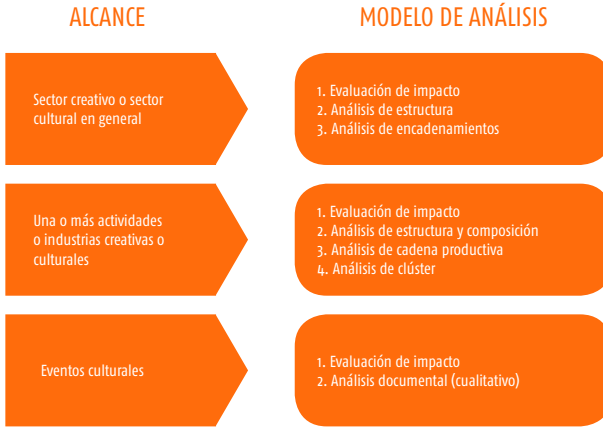 ALCANCE
MODELO DE ANÁLISIS
Sector creativo o sector
cultural en general
1. Evaluación de impacto
2. Análisis de estructura
3. Análisis de encadenamientos
Una o más actividades
o industrias creativas o
culturales
1. Evaluación de impacto
2. Análisis de estructura y composición
3. Análisis de cadena productiva
4. Análisis de clúster
Eventos culturales
1. Evaluación de impacto
2. Análisis documental (cualitativo)